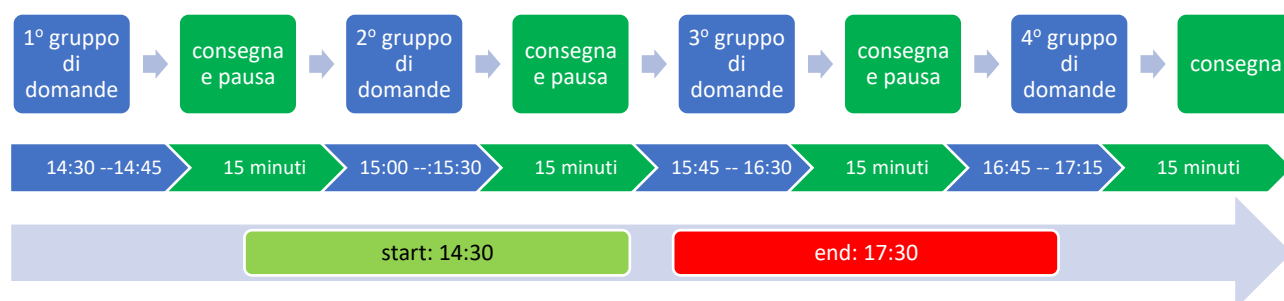 1º gruppo
di
domande
consegna
e pausa
2º gruppo
di
domande
consegna
e pausa
3º gruppo
di
domande
consegna
e pausa
4º gruppo
di
domande
consegna
14:30 --14:45
15 minuti
15:00 --:15:30
15 minuti
15:45 -- 16:30
15 minuti
16:45 -- 17:15
15 minuti
start: 14:30
end: 17:30